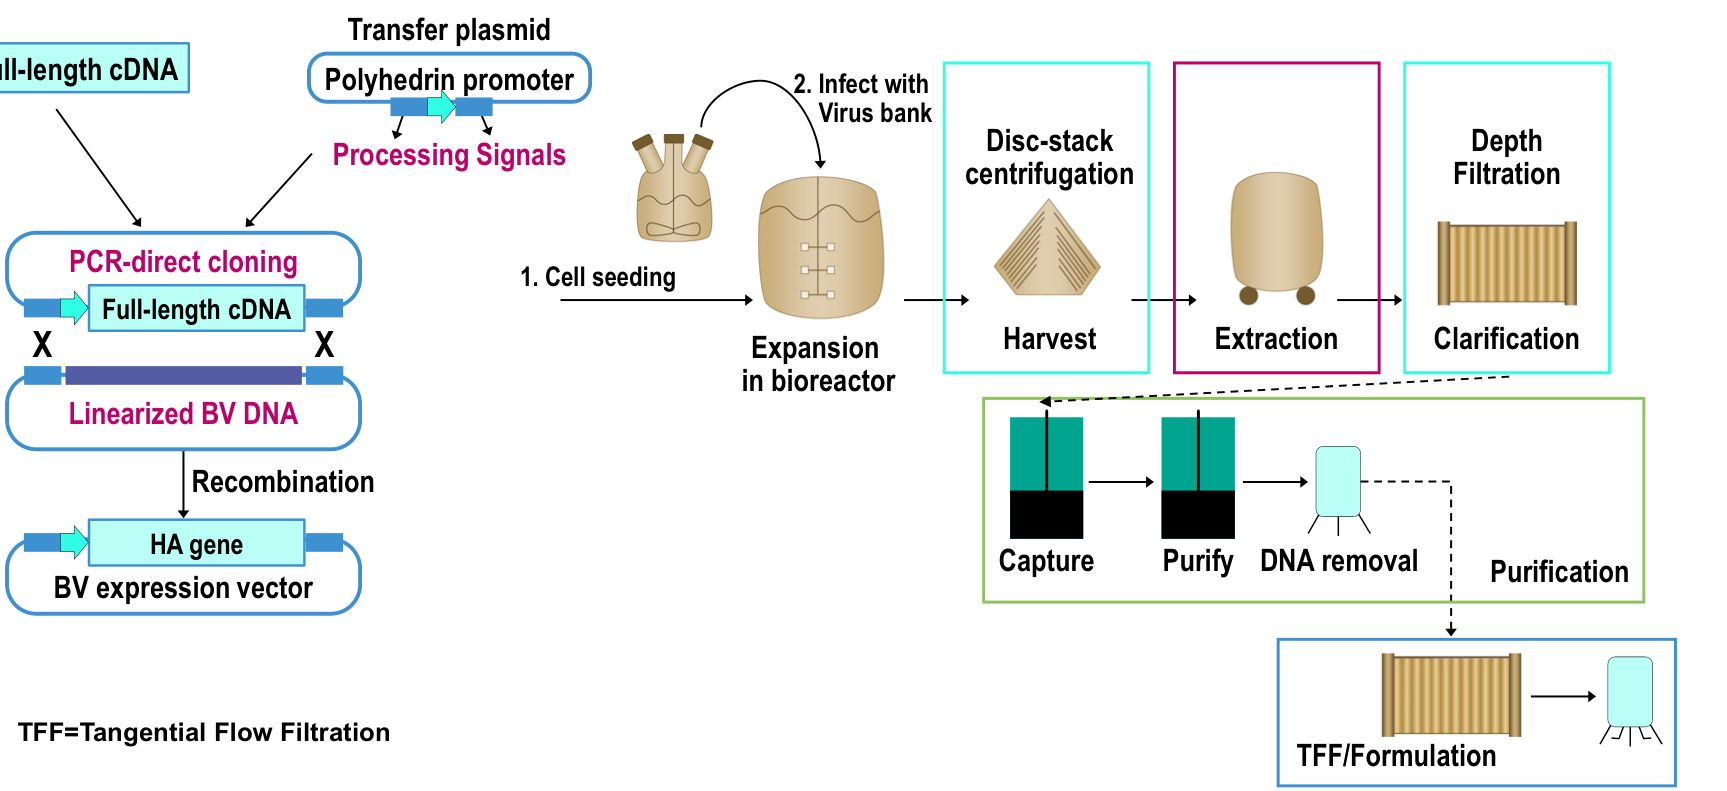 ll-length cDNA
Transfer plasmid
Polyhedrin promoter
Processing Signals
PCR-direct cloning
Full-length cDNA
X X
Linearized BV DNA
Recombination
HA gene
BV expression vector
TFF=Tangential Flow Filtration
1. Cell seeding
2. Infect with
Virus bank
Expansion
in bioreactor
Disc-stack
centrifugation
Harvest
Extraction
Depth
Filtration
Clarification
Capture
Purify
DNA removal
Purification
TFF/Formulation